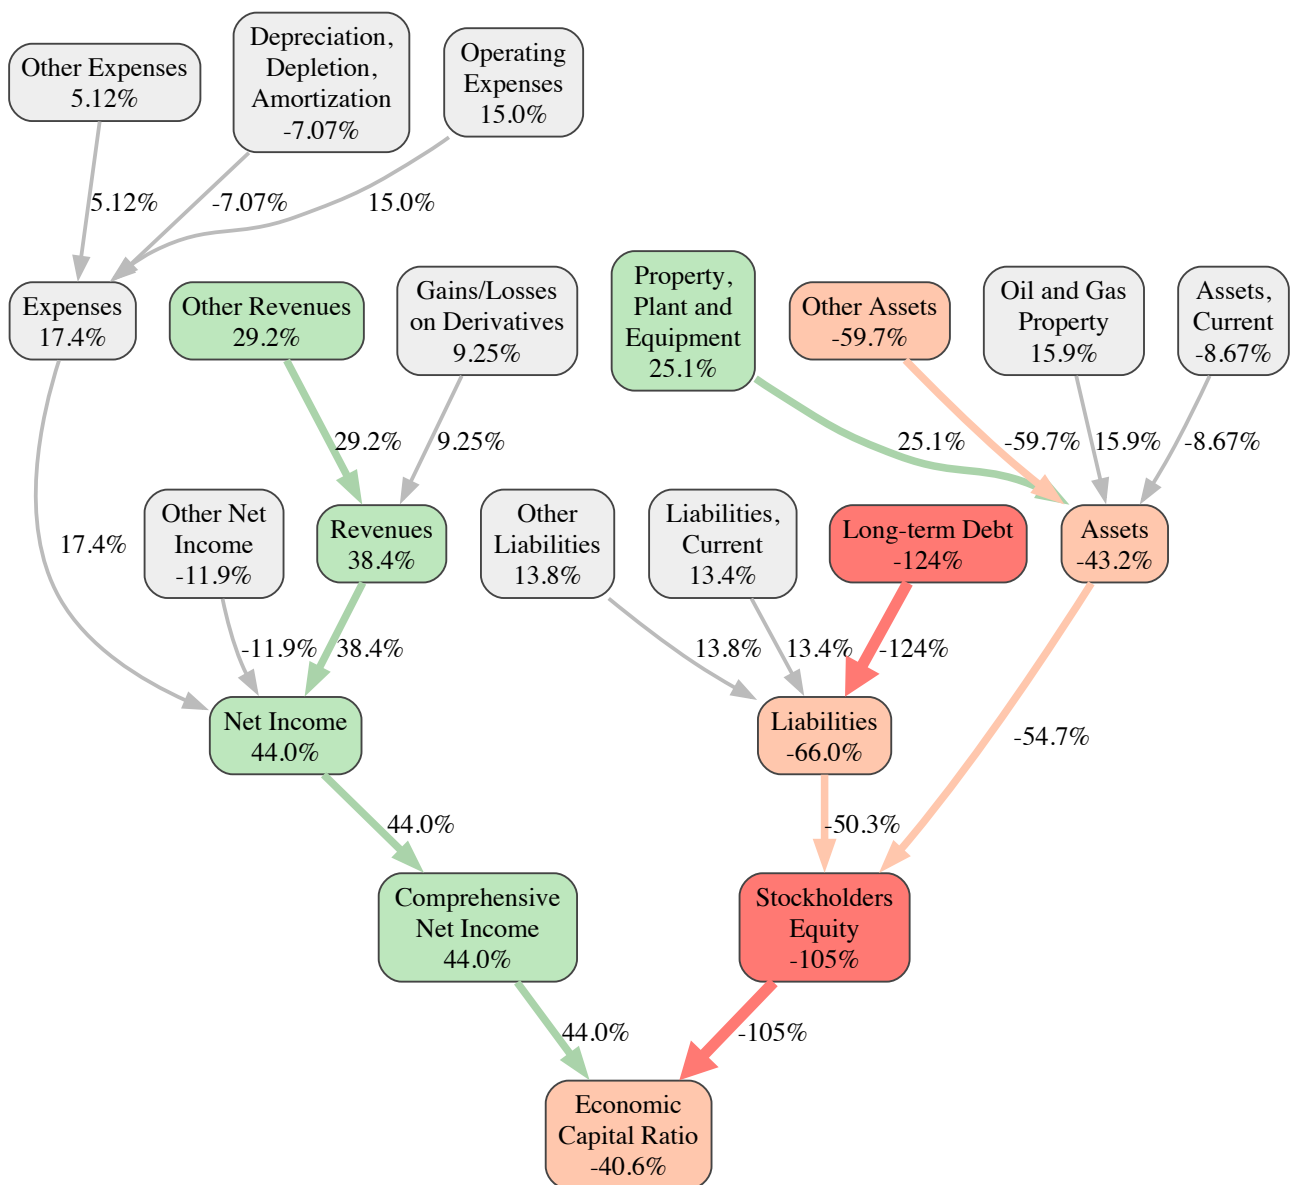 Other Expenses
5.12%
Depreciation,
Depletion,
Amortization
-7.07%
Operating
Expenses
15.0%
5.12%
-7.07%
15.0%
Expenses
17.4%
Other Revenues
29.2%
Gains/Losses
on Derivatives
9.25%
Property,
Plant and
Equipment
25.1%
Other Assets
-59.7%
Oil and Gas
Property
15.9%
Assets,
Current
-8.67%
29.2%
9.25%
25.1%
-59.7%
15.9%
-8.67%
17.4%
Other Net
Income
-11.9%
Revenues
38.4%
Other
Liabilities
13.8%
Liabilities,
Current
13.4%
Long-term Debt
-124%
Assets
-43.2%
-11.9%
38.4%
13.8%
13.4%
-124%
Net Income
44.0%
Liabilities
-66.0%
-54.7%
44.0%
-50.3%
Comprehensive
Net Income
44.0%
Stockholders
Equity
-105%
44.0%
-105%
Economic
Capital Ratio
-40.6%